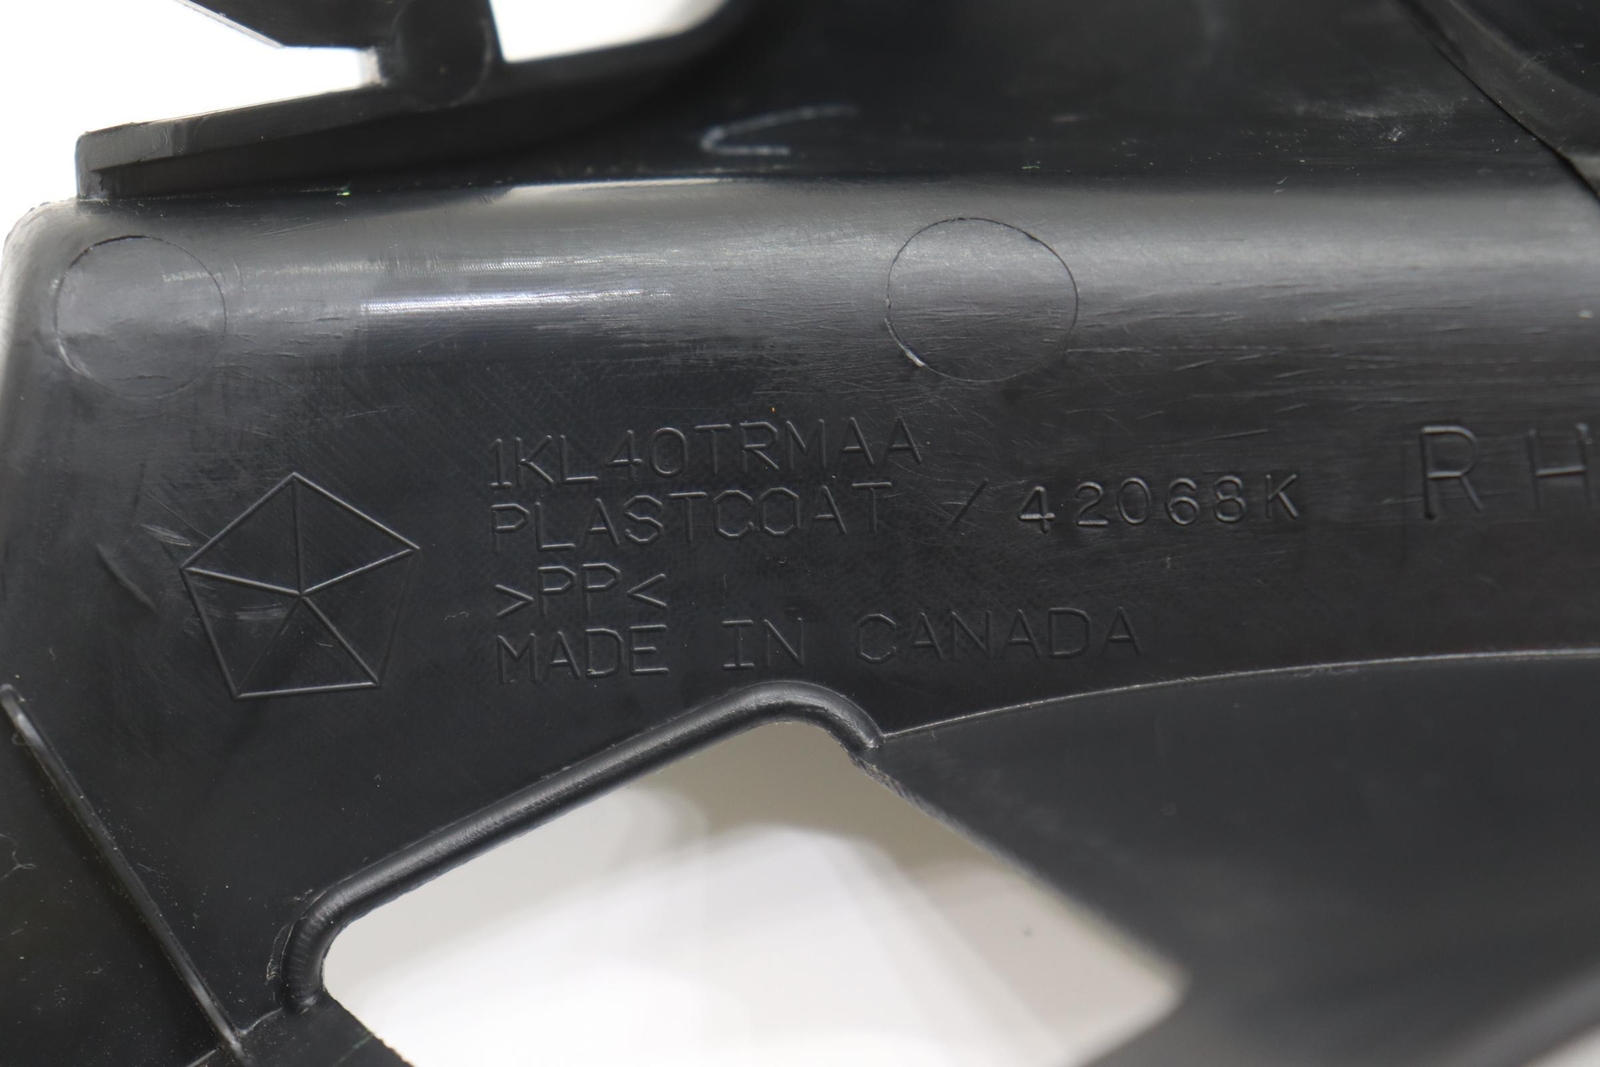 1KL40TRMAA
PLASTCOAT / 42068K RH
>PP<
MADE IN CANADA